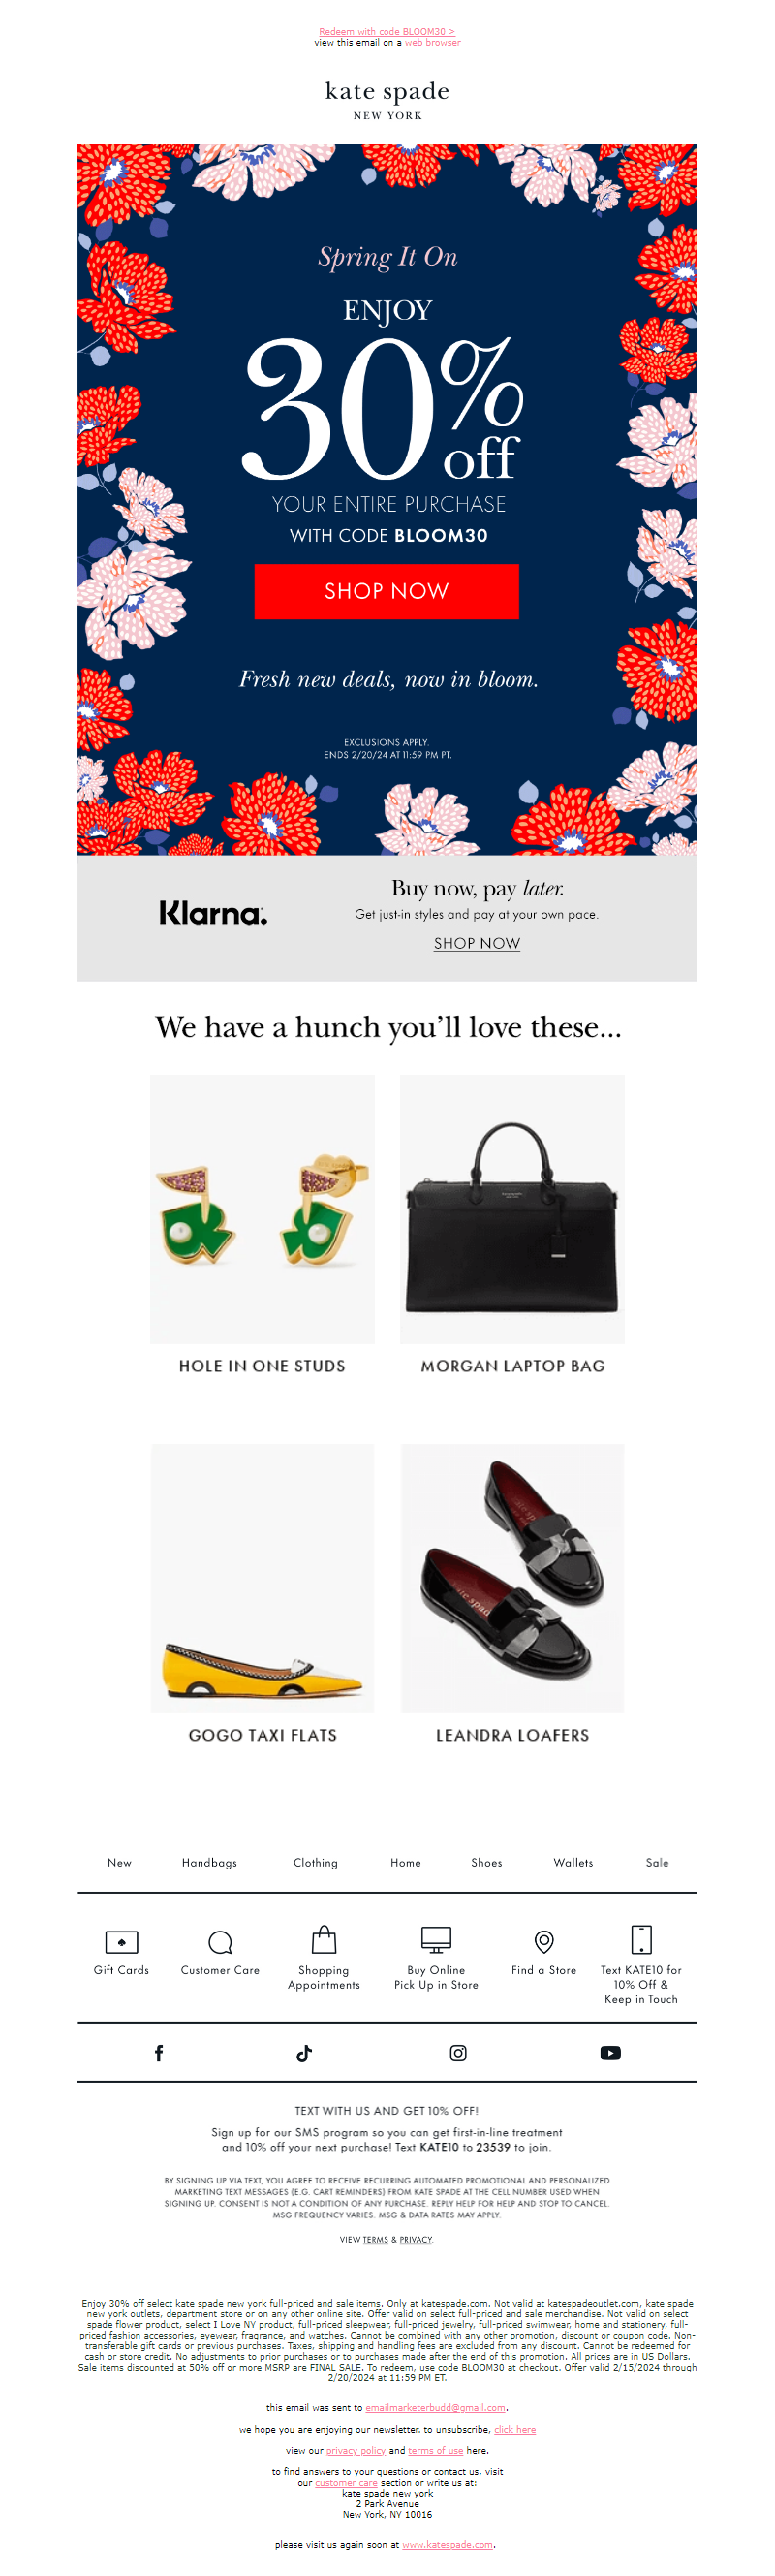 Redeem with code BLOOM30 >
view this email on a web browser
kate spade
NEW YORK
Spring It On
ENJOY
30%
off
YOUR ENTIRE PURCHASE
WITH CODE BLOOM30
SHOP NOW
Fresh new deals, now in bloom.
EXCLUSIONS APPLY.
ENDS 2/20/24 AT 11:59 PM PT.
Klarna.
Buy now, pay later.
Get just-in styles and pay at your own pace.
SHOP NOW
We have a hunch you’ll love these...
HOLE IN ONE STUDS
MORGAN LAPTOP BAG
GOGO TAXI FLATS
LEANDRA LOAFERS
New Handbags Clothing Home Shoes Wallets Sale
Gift Cards
Customer Care
Shopping
Appointments
Buy Online
Pick Up in Store
Find a Store
Text KATE10 for
10% Off &
Keep in Touch
TEXT WITH US AND GET 10% OFF!
Sign up for our SMS program so you can get first-in-line treatment
and 10% off your next purchase! Text KATE10 to 23539 to join.
BY SIGNING UP VIA TEXT, YOU AGREE TO RECEIVE RECURRING AUTOMATED PROMOTIONAL AND PERSONALIZED
MARKETING TEXT MESSAGES (E.G. CART REMINDERS) FROM KATE SPADE AT THE CELL NUMBER USED WHEN
SIGNING UP. CONSENT IS NOT A CONDITION OF ANY PURCHASE. REPLY HELP FOR HELP AND STOP TO CANCEL.
MSG FREQUENCY VARIES. MSG & DATA RATES MAY APPLY.
VIEW TERMS & PRIVACY.
Enjoy 30% off select kate spade new york full-priced and sale items. Only at katespade.com. Not valid at katespadeoutlet.com, kate spade
new york outlets, department store or on any other online site. Offer valid on select full-priced and sale merchandise. Not valid on select
spade flower product, select I Love NY product, full-priced sleepwear, full-priced jewelry, full-priced swimwear, home and stationery, full-
priced fashion accessories, eyewear, fragrance, and watches. Cannot be combined with any other promotion, discount or coupon code. Non-
transferable gift cards or previous purchases. Taxes, shipping and handling fees are excluded from any discount. Cannot be redeemed for
cash or store credit. No adjustments to prior purchases or to purchases made after the end of this promotion. All prices are in US Dollars.
Sale items discounted at 50% off or more MSRP are FINAL SALE. To redeem, use code BLOOM30 at checkout. Offer valid 2/15/2024 through
2/20/2024 at 11:59 PM ET.
this email was sent to emailmarketerbudd@gmail.com.
we hope you are enjoying our newsletter. to unsubscribe, click here
view our privacy policy and terms of use here.
to find answers to your questions or contact us, visit
our customer care section or write us at:
kate spade new york
2 Park Avenue
New York, NY 10016
please visit us again soon at www.katespade.com.